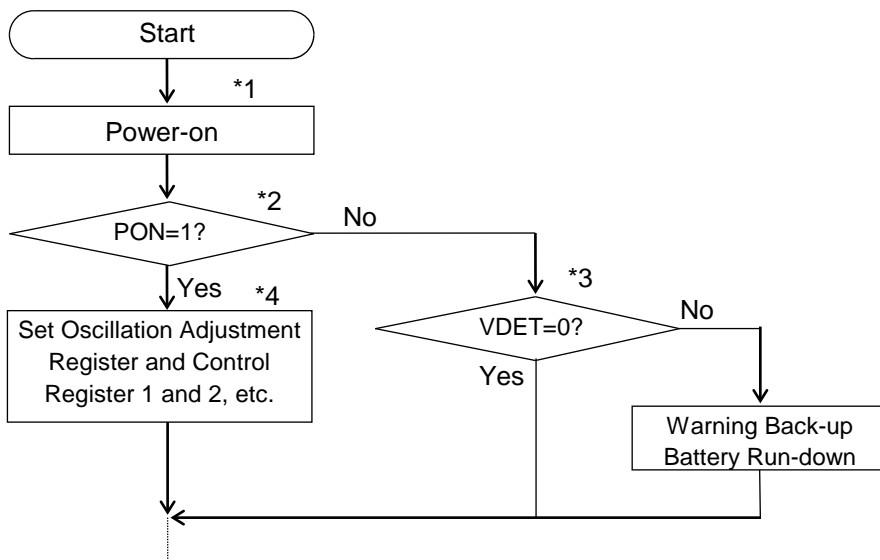 Start
*1
Power-on
*2
PON=1?
No
Yes
*4
*3
VDET=0?
No
Yes
Set Oscillation Adjustment
Register and Control
Register 1 and 2, etc.
Warning Back-up
Battery Run-down